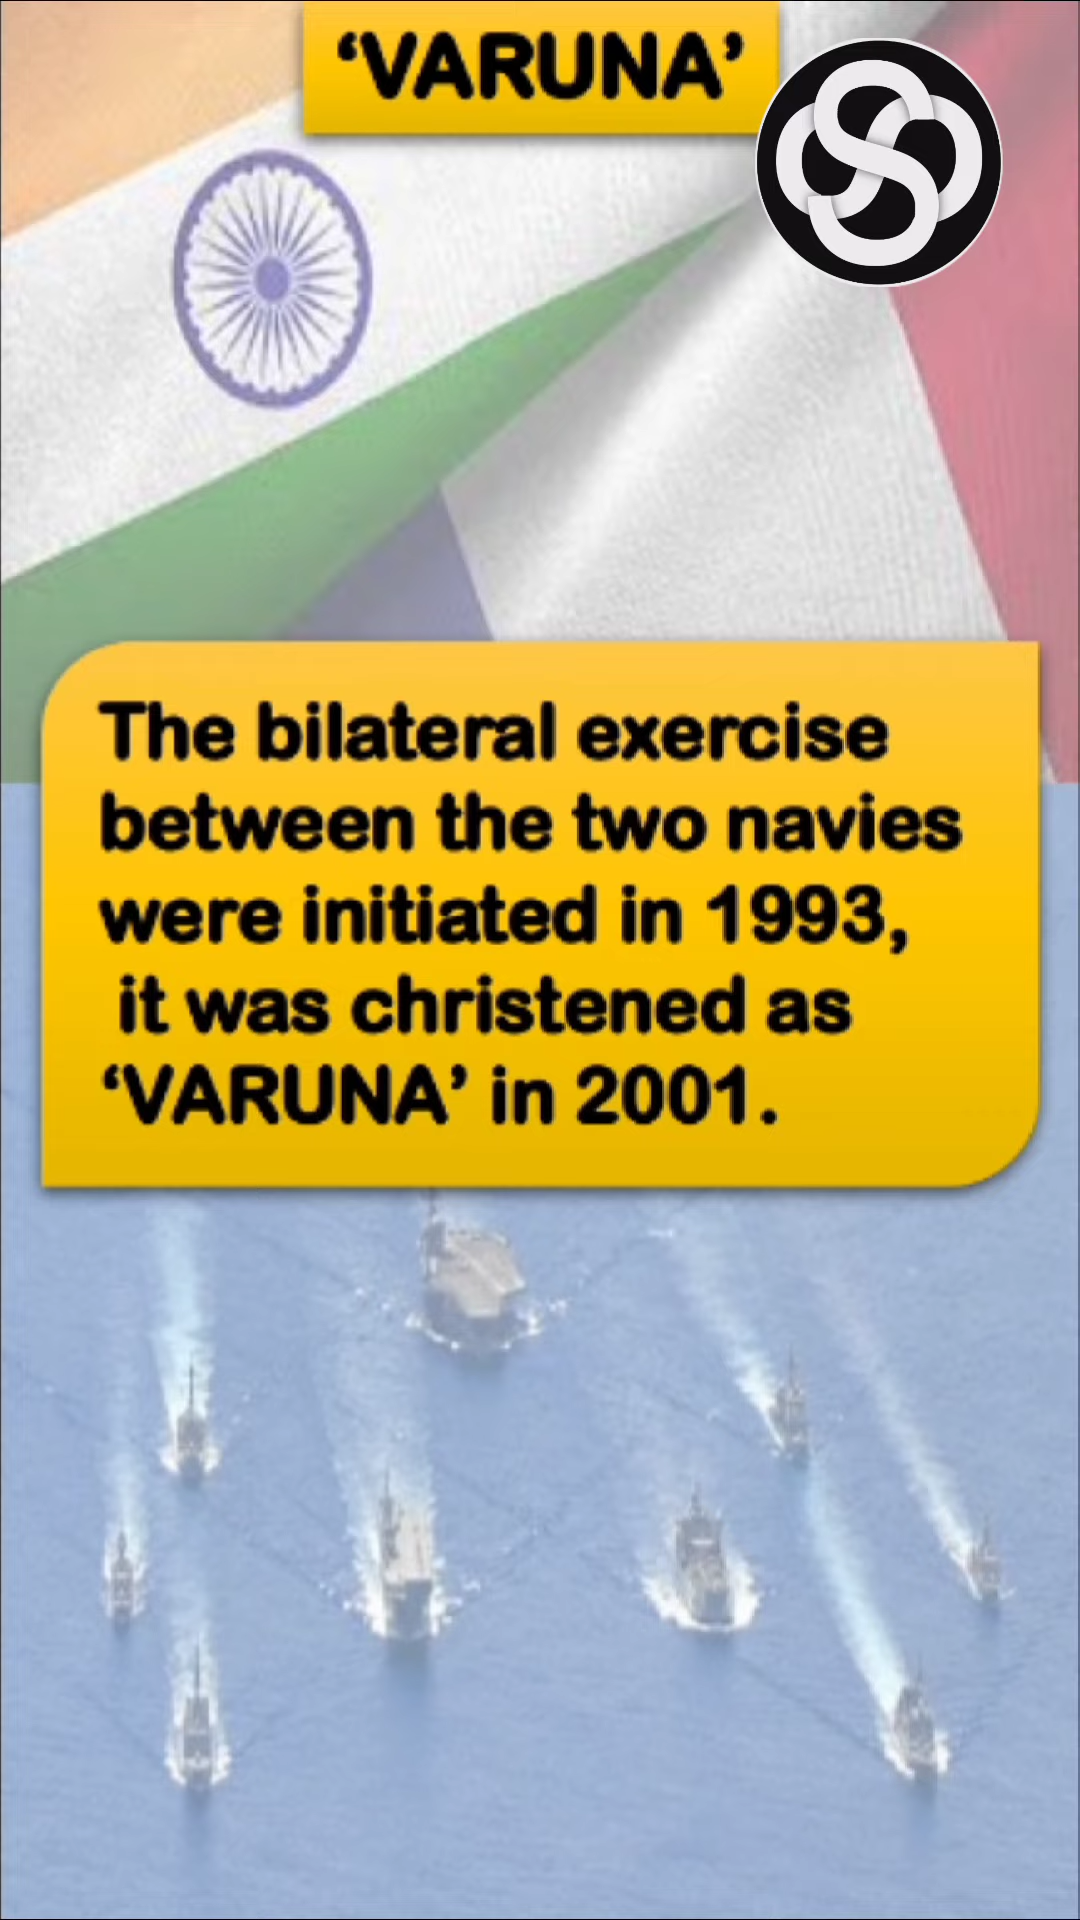 ‘VARUNA’
The bilateral exercise
between the two navies
were initiated in 1993,
it was christened as
‘VARUNA’ in 2001.